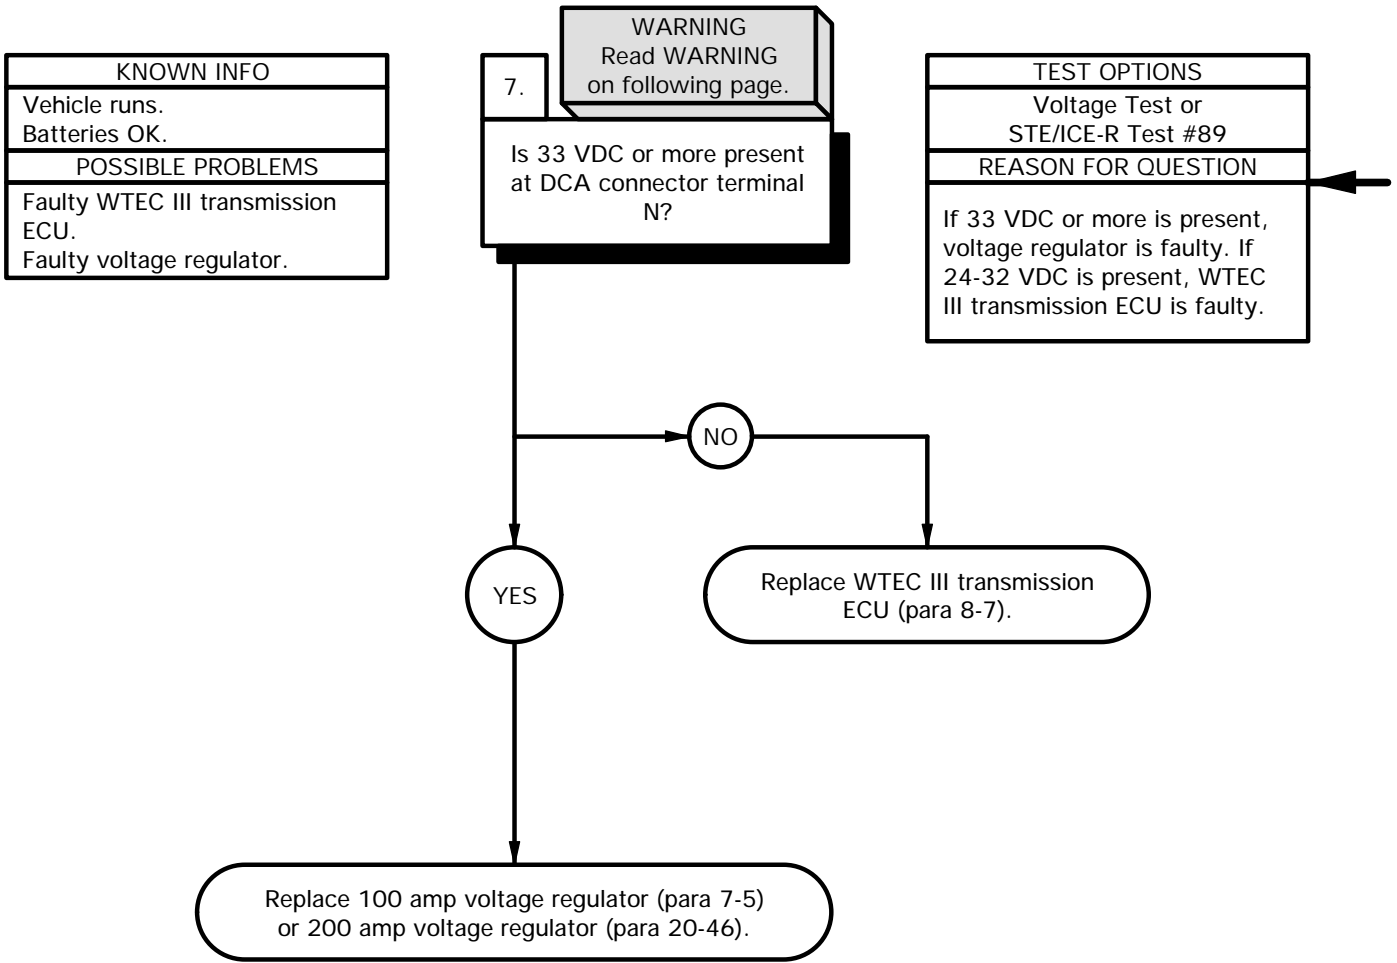 KNOWN INFO
Vehicle runs.
Batteries OK.
POSSIBLE PROBLEMS
Faulty WTEC III transmission
ECU.
Faulty voltage regulator.
7.
WARNING
Read WARNING
on following page.
Is 33 VDC or more present
at DCA connector terminal
N?
TEST OPTIONS
Voltage Test or
STE/ICE-R Test #89
REASON FOR QUESTION
If 33 VDC or more is present,
voltage regulator is faulty. If
24-32 VDC is present, WTEC
III transmission ECU is faulty.
NO
YES
Replace WTEC III transmission
ECU (para 8-7).
Replace 100 amp voltage regulator (para 7-5)
or 200 amp voltage regulator (para 20-46).